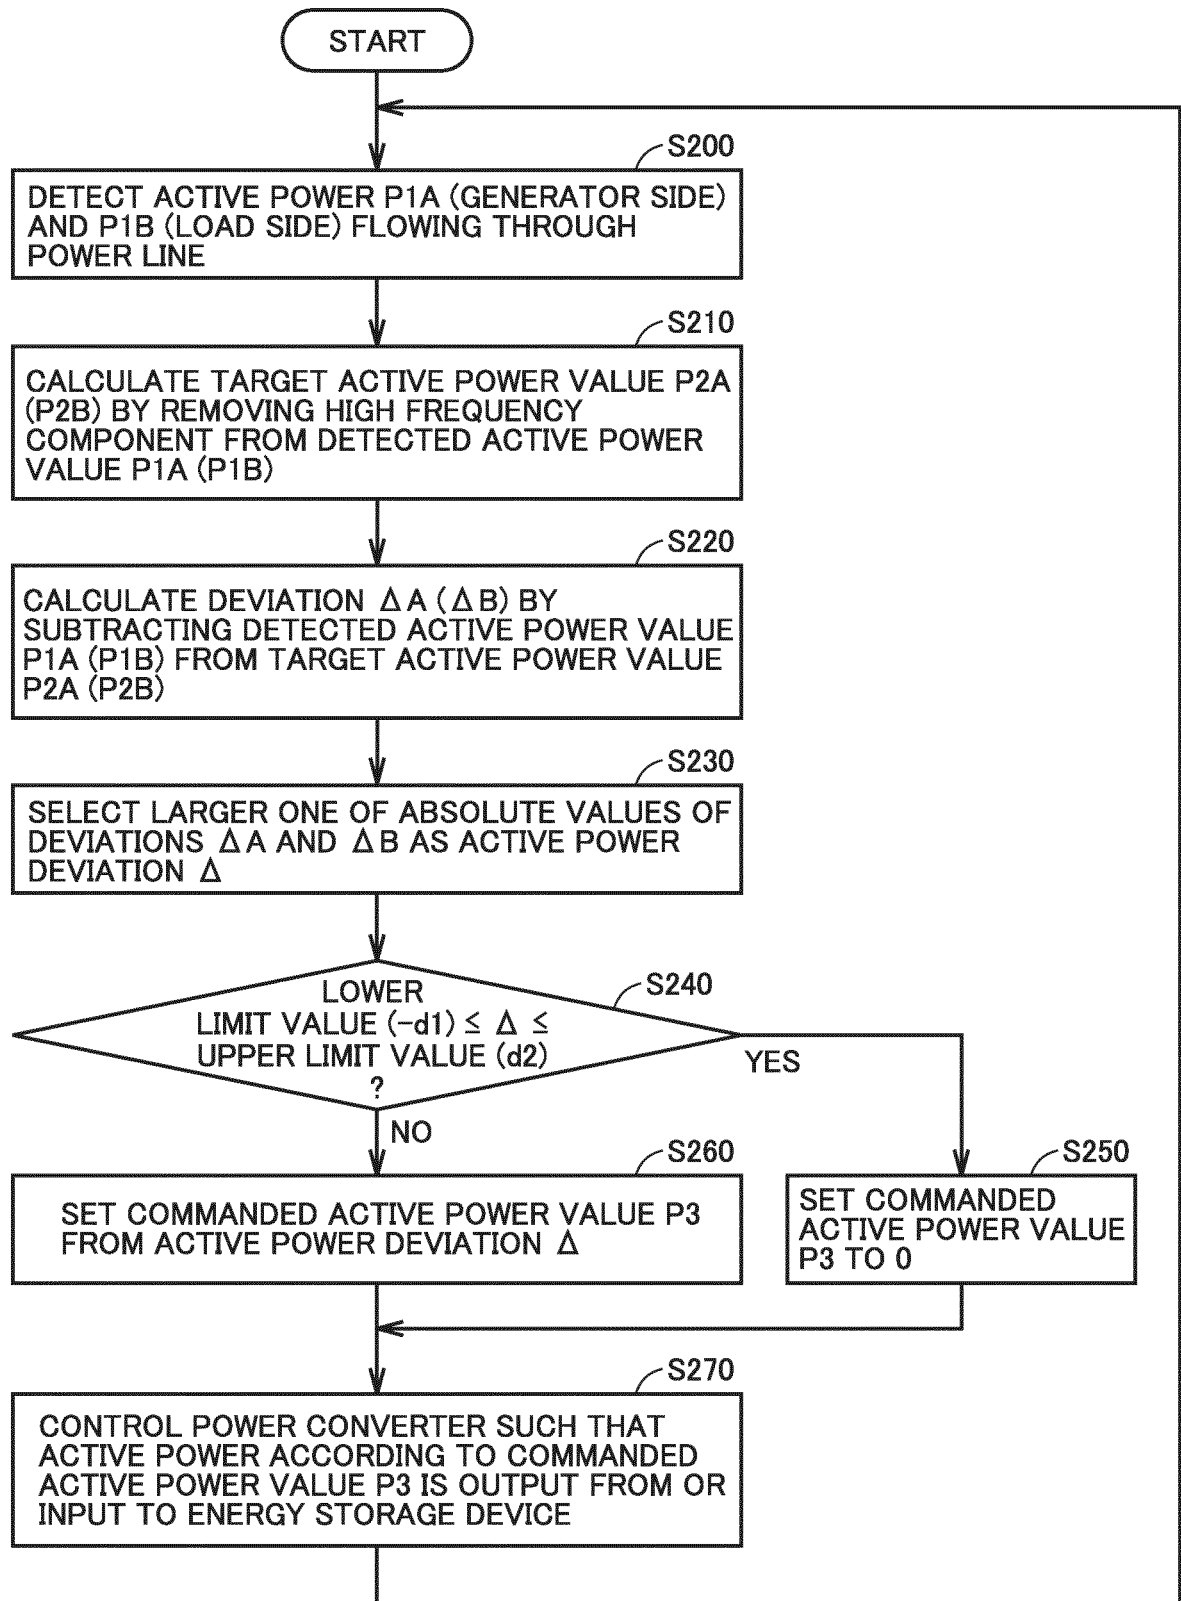 START
S200
DETECT ACTIVE POWER P1A (GENERATOR SIDE)
AND P1B (LOAD SIDE) FLOWING THROUGH
POWER LINE
S210
CALCULATE TARGET ACTIVE POWER VALUE P2A
(P2B) BY REMOVING HIGH FREQUENCY
COMPONENT FROM DETECTED ACTIVE POWER
VALUE P1A (P1B)
S220
CALCULATE DEVIATION ΔA (ΔB) BY
SUBTRACTING DETECTED ACTIVE POWER VALUE
P1A (P1B) FROM TARGET ACTIVE POWER VALUE
P2A (P2B)
S230
SELECT LARGER ONE OF ABSOLUTE VALUES OF
DEVIATIONS ΔA AND ΔB AS ACTIVE POWER
DEVIATION Δ
S240
LOWER
LIMIT VALUE (-d1) ≤ Δ ≤
UPPER LIMIT VALUE (d2)
?
YES
NO
S260
SET COMMANDED ACTIVE POWER VALUE P3
FROM ACTIVE POWER DEVIATION Δ
S250
SET COMMANDED
ACTIVE POWER VALUE
P3 TO 0
S270
CONTROL POWER CONVERTER SUCH THAT
ACTIVE POWER ACCORDING TO COMMANDED
ACTIVE POWER VALUE P3 IS OUTPUT FROM OR
INPUT TO ENERGY STORAGE DEVICE